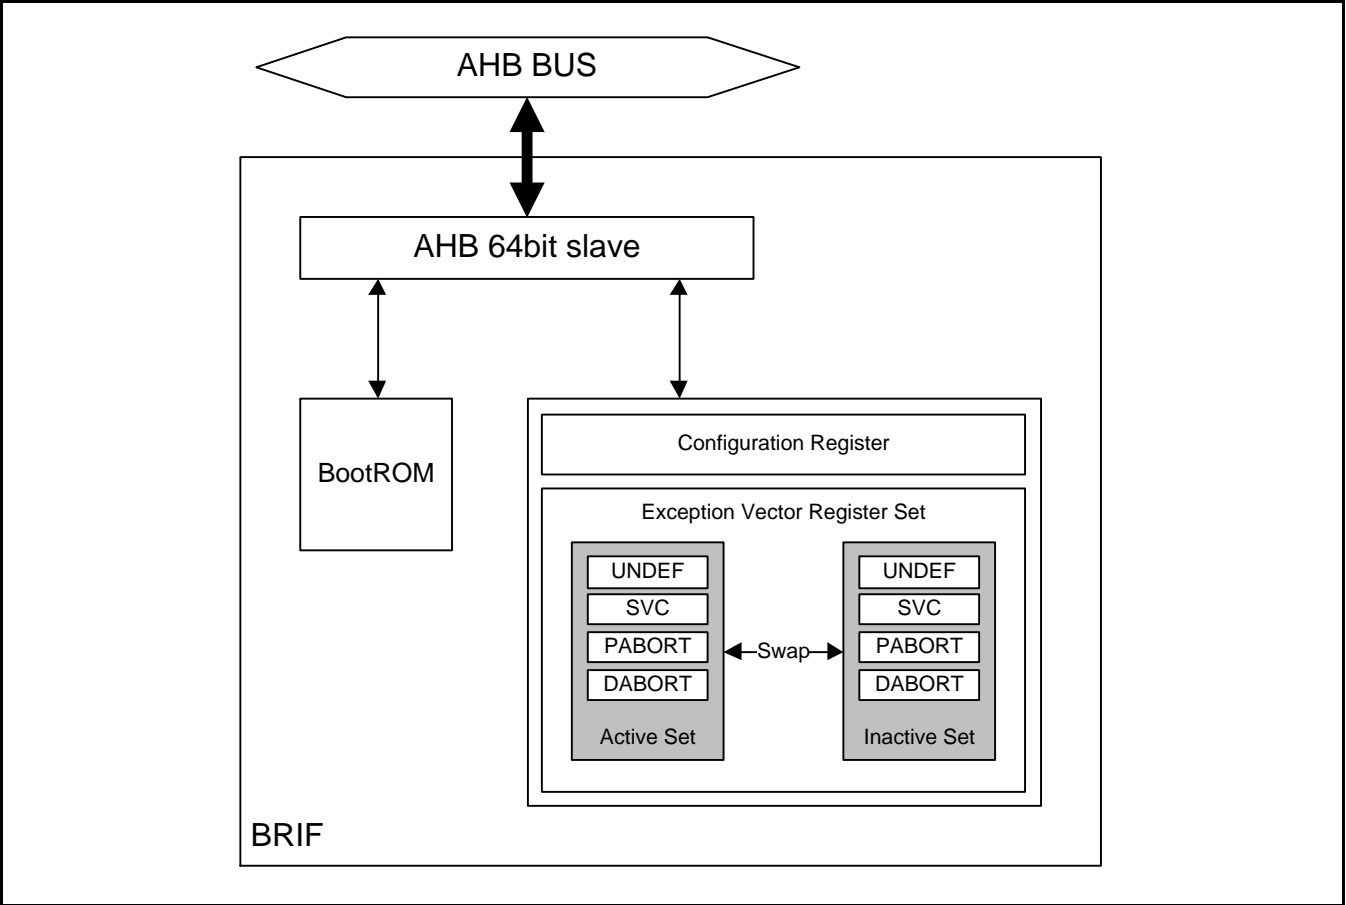 AHB BUS
AHB 64bit slave
BootROM
Configuration Register
Exception Vector Register Set
UNDEF
SVC
PABORT
DABORT
Active Set
Swap
UNDEF
SVC
PABORT
DABORT
Inactive Set
BRIF